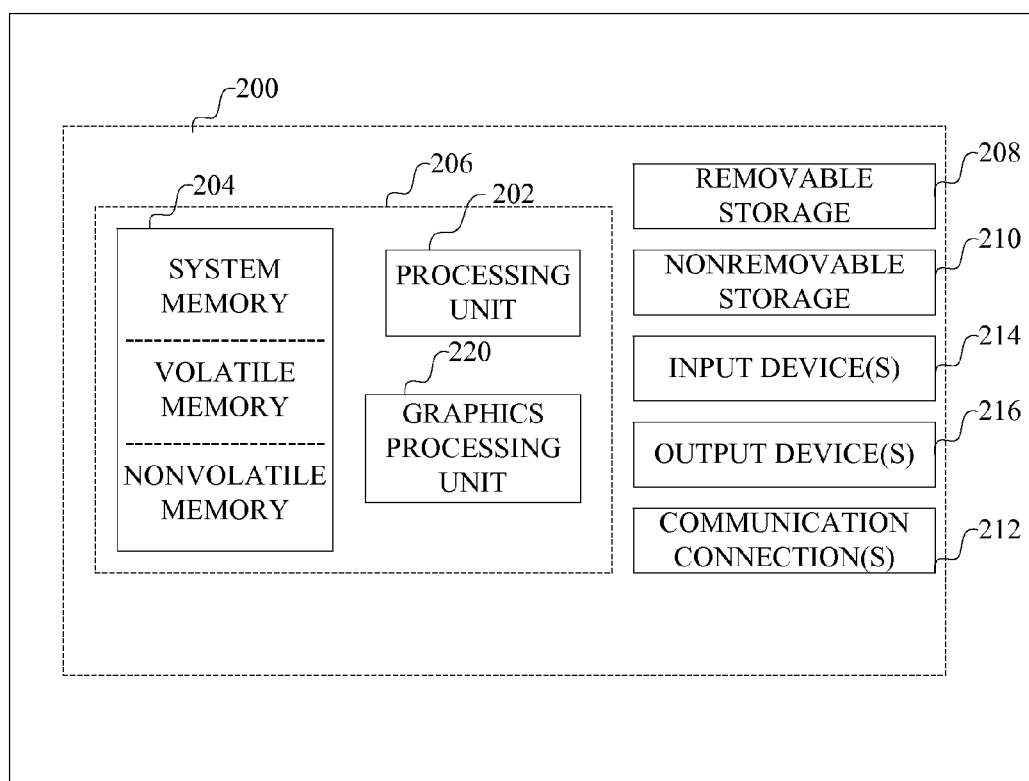 200
206
204
202
SYSTEM
MEMORY
VOLATILE
MEMORY
NONVOLATILE
MEMORY
PROCESSING
UNIT
220
GRAPHICS
PROCESSING
UNIT
208
REMOVABLE
STORAGE
210
NONREMOVABLE
STORAGE
214
INPUT DEVICE(S)
216
OUTPUT DEVICE(S)
212
COMMUNICATION
CONNECTION(S)